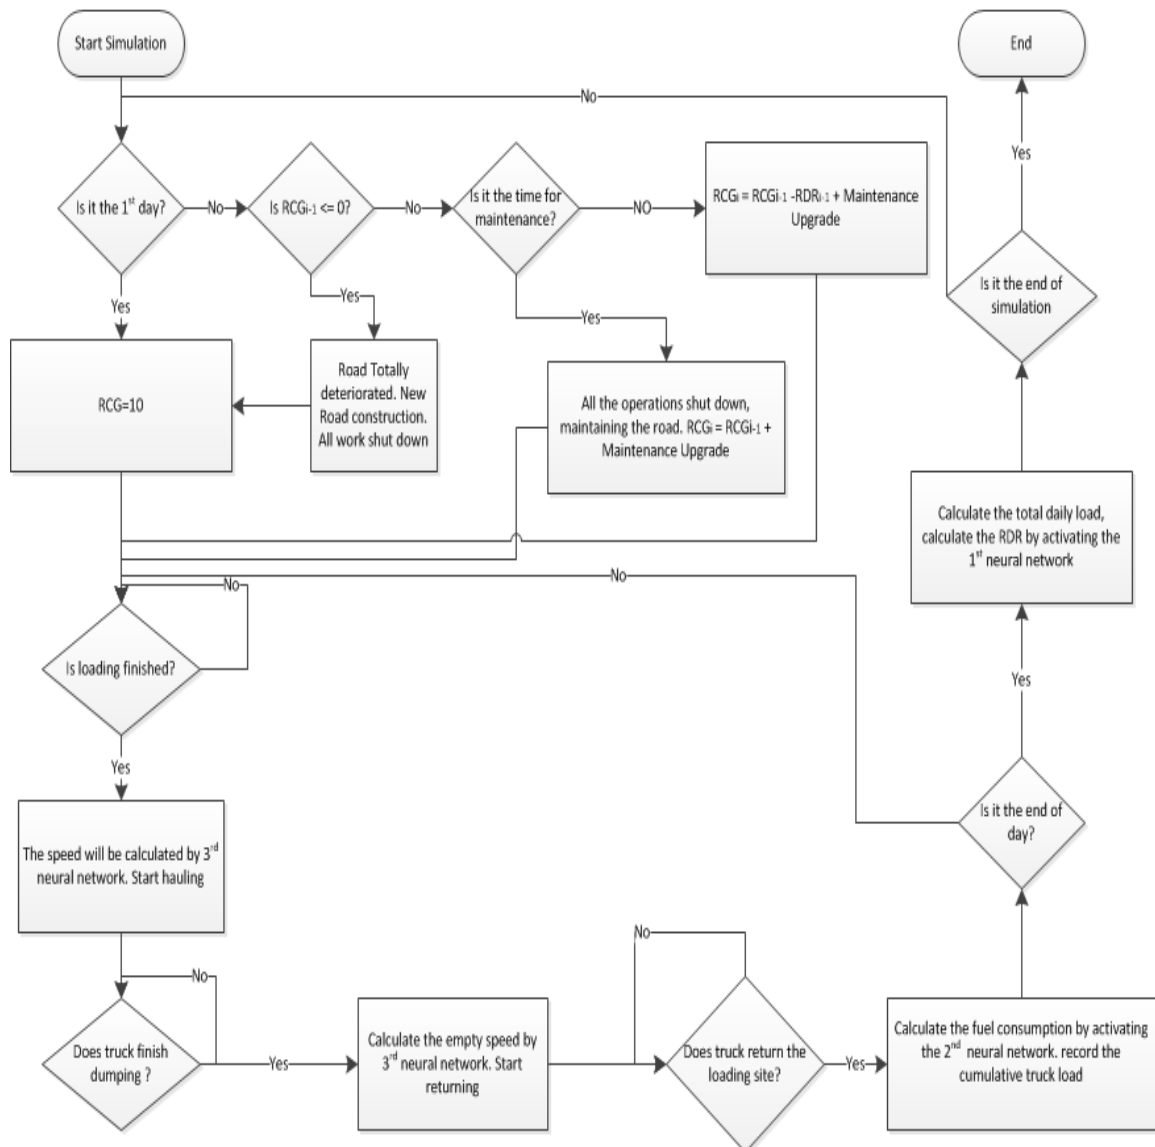 Start Simulation
End
No
Yes
Is it the 1st day?
No
Is RCGi-1 <= 0?
No
Is it the time for
maintenance?
NO
RCGi = RCGi-1 -RDRi-1 + Maintenance
Upgrade
Is it the end of
simulation
Yes
Yes
Yes
RCG=10
Road Totally
deteriorated. New
Road construction.
All work shut down
All the operations shut down,
maintaining the road. RCGi = RCGi-1 +
Maintenance Upgrade
Calculate the total daily load,
calculate the RDR by activating the
1st neural network
No
No
Is loading finished?
Yes
Yes
The speed will be calculated by 3rd
neural network. Start hauling
Is it the end of
day?
No
No
Does truck finish
dumping ?
Yes
Calculate the empty speed by
3rd neural network. Start
returning
Does truck return the
loading site?
Yes
Calculate the fuel consumption by activating
the 2nd neural network. record the
cumulative truck load